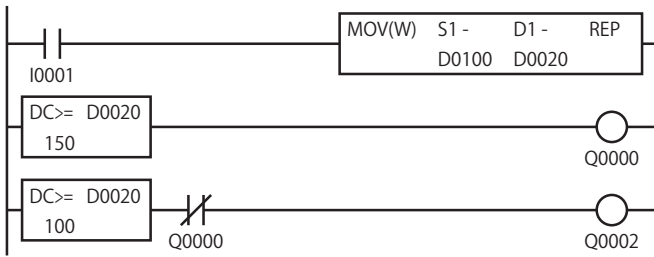 MOV(W) S1 - D1 - REP
D0100 D0020
I0001
DC>= D0020
150
Q0000
DC>= D0020
100
Q0000
Q0002